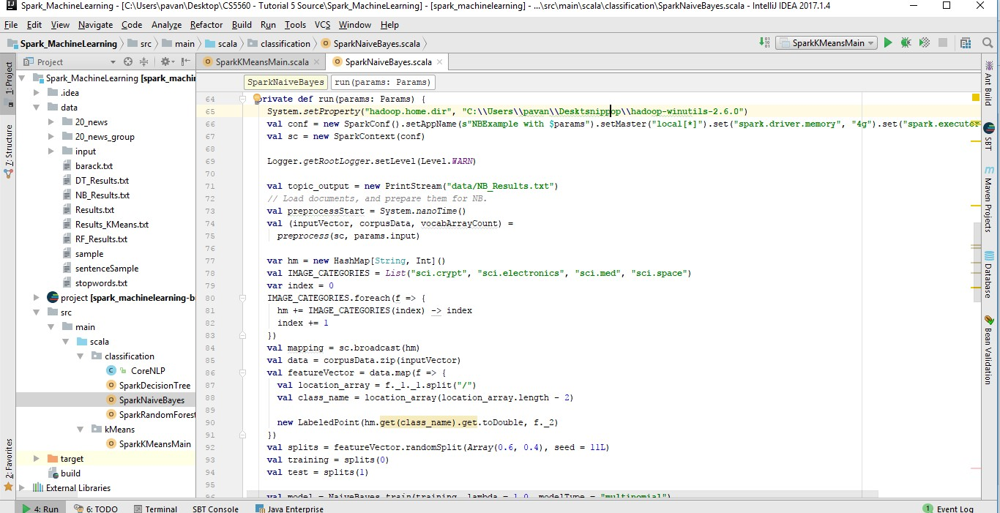 Spark_MachineLearning - [C:\Users\pavan\Desktop\CS5560 - Tutorial 5 Source\Spark_MachineLearning] - [spark_machinelearning] - ...\src\main\scala\classification\SparkNaiveBayes.scala - IntelliJ IDEA 2017.1.4
File Edit View Navigate Code Analyze Refactor Build Run Tools VCS Window Help
Spark_MachineLearning src main scala classification SparkNaiveBayes.scala SparkKMeansMain
Project SparkKMeansMain.scala SparkNaiveBayes.scala
SparkNaiveBayes run(params: Params)
1: Project
7: Structure
2: Favorites
Spark_MachineLearning [spark_machin
.idea
data
20_news
20_news_group
input
barack.txt
DT_Results.txt
NB_Results.txt
Results.txt
Results_KMeans.txt
RF_Results.txt
sample
sentenceSample
stopwords.txt
project [spark_machinelearning-b
src
main
scala
classification
CoreNLP
SparkDecisionTree
SparkNaiveBayes
SparkRandomForest
kMeans
SparkKMeansMain
target
build
External Libraries
64 private def run(params: Params) {
65 System.setProperty("hadoop.home.dir", "C:\\Users\\pavan\\Desktsnippop\\hadoop-winutils-2.6.0")
66 val conf = new SparkConf().setAppName(s"NBExample with $params").setMaster("local[*]").set("spark.driver.memory", "4g").set("spark.executor
67 val sc = new SparkContext(conf)
68
69 Logger.getRootLogger.setLevel(Level.WARN)
70
71 val topic_output = new PrintStream("data/NB_Results.txt")
72 // Load documents, and prepare them for NB.
73 val preprocessStart = System.nanoTime()
74 val (inputVector, corpusData, vocabArrayCount) =
75 preprocess(sc, params.input)
76
77 var hm = new HashMap[String, Int]()
78 val IMAGE_CATEGORIES = List("sci.crypt", "sci.electronics", "sci.med", "sci.space")
79 var index = 0
80 IMAGE_CATEGORIES.foreach(f => {
81 hm += IMAGE_CATEGORIES(index) -> index
82 index += 1
83 })
84 val mapping = sc.broadcast(hm)
85 val data = corpusData.zip(inputVector)
86 val featureVector = data.map(f => {
87 val location_array = f._1._1.split("/")
88 val class_name = location_array(location_array.length - 2)
89
90 new LabeledPoint(hm.get(class_name).get.toDouble, f._2)
91 })
92 val splits = featureVector.randomSplit(Array(0.6, 0.4), seed = 11L)
93 val training = splits(0)
94 val test = splits(1)
95
96 val model = NaiveBayes.train(training, lambda = 1.0, modelType = "multinomial")
Ant Build
SBT
Maven Projects
Database
Bean Validation
4: Run 6: TODO Terminal SBT Console Java Enterprise 1 Event Log